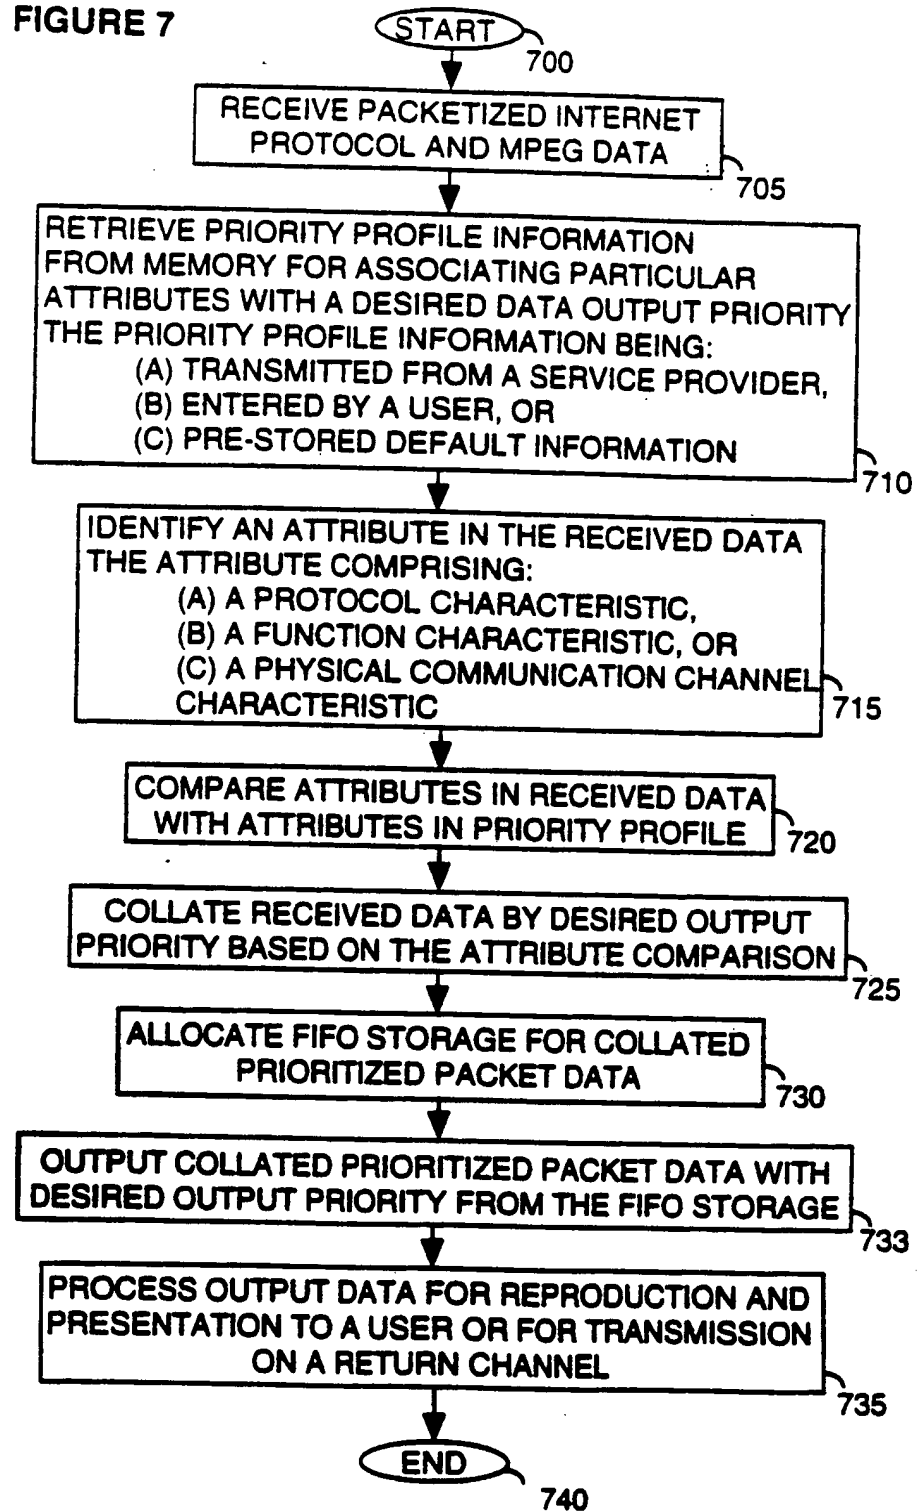 FIGURE 7
START
700
RECEIVE PACKETIZED INTERNET
PROTOCOL AND MPEG DATA
705
RETRIEVE PRIORITY PROFILE INFORMATION
FROM MEMORY FOR ASSOCIATING PARTICULAR
ATTRIBUTES WITH A DESIRED DATA OUTPUT PRIORITY
THE PRIORITY PROFILE INFORMATION BEING:
(A) TRANSMITTED FROM A SERVICE PROVIDER,
(B) ENTERED BY A USER, OR
(C) PRE-STORED DEFAULT INFORMATION
710
IDENTIFY AN ATTRIBUTE IN THE RECEIVED DATA
THE ATTRIBUTE COMPRISING:
(A) A PROTOCOL CHARACTERISTIC,
(B) A FUNCTION CHARACTERISTIC, OR
(C) A PHYSICAL COMMUNICATION CHANNEL
CHARACTERISTIC
715
COMPARE ATTRIBUTES IN RECEIVED DATA
WITH ATTRIBUTES IN PRIORITY PROFILE
720
COLLATE RECEIVED DATA BY DESIRED OUTPUT
PRIORITY BASED ON THE ATTRIBUTE COMPARISON
725
ALLOCATE FIFO STORAGE FOR COLLATED
PRIORITIZED PACKET DATA
730
OUTPUT COLLATED PRIORITIZED PACKET DATA WITH
DESIRED OUTPUT PRIORITY FROM THE FIFO STORAGE
733
PROCESS OUTPUT DATA FOR REPRODUCTION AND
PRESENTATION TO A USER OR FOR TRANSMISSION
ON A RETURN CHANNEL
735
END
740